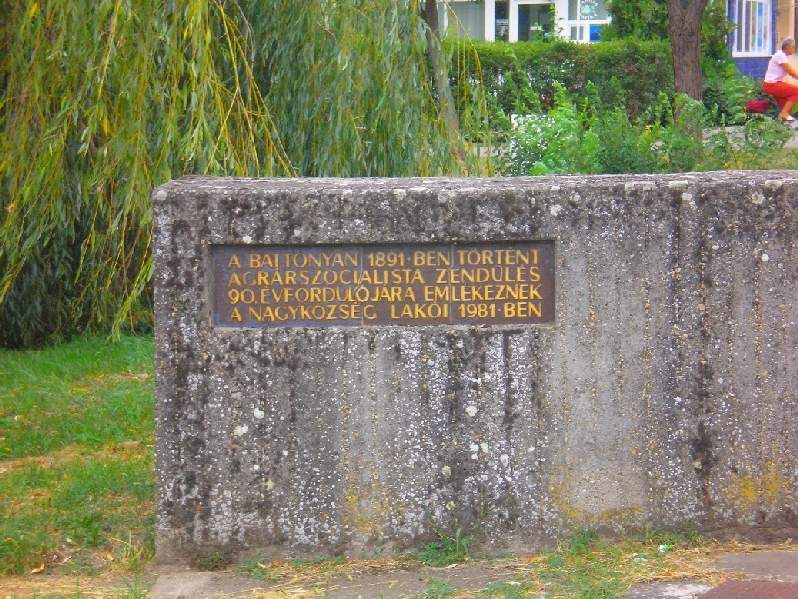 A BATTONYÁN 1891-BEN TÖRTÉNT
AGRÁRSZOCIALISTA ZENDÜLÉS
90. ÉVFORDULÓJÁRA EMLÉKEZNEK
A NAGYKÖZSÉG LAKÓI 1981-BEN